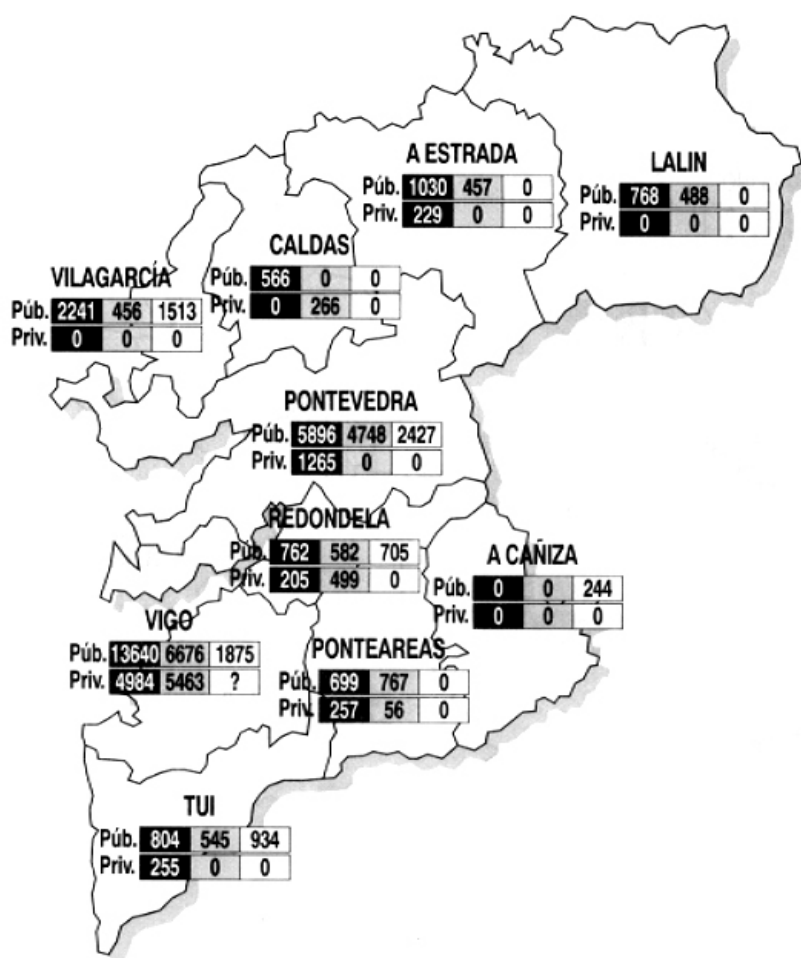 A ESTRADA
Púb. 1030 457 0
Priv. 229 0 0
LALIN
Púb. 768 488 0
Priv. 0 0 0
CALDAS
Púb. 566 0 0
Priv. 0 266 0
VILAGARCÍA
Púb. 2241 456 1513
Priv. 0 0 0
PONTEVEDRA
Púb. 5896 4748 2427
Priv. 1265 0 0
REDONDELA
Púb. 762 582 705
Priv. 205 499 0
A CAÑIZA
Púb. 0 0 244
Priv. 0 0 0
VIGO
Púb. 13640 6676 1875
Priv. 4984 5463 ?
PONTEAREAS
Púb. 699 767 0
Priv. 257 56 0
TUI
Púb. 804 545 934
Priv. 255 0 0